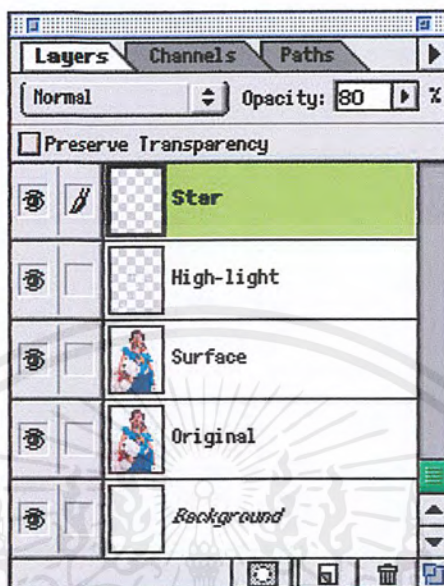 Layers Channels Paths
Normal Opacity: 80 %
Preserve Transparency
Star
High-light
Surface
Original
Background